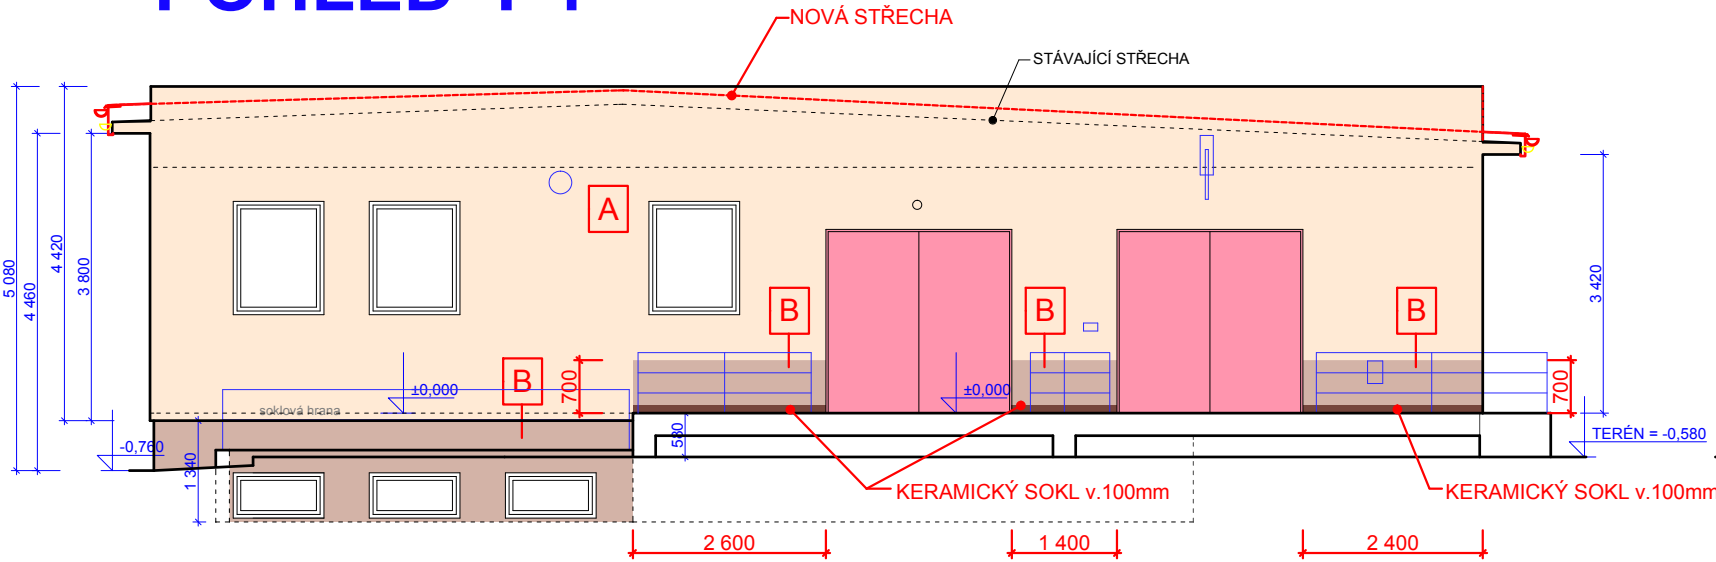 NOVÁ STŘECHA
STÁVAJÍCÍ STŘECHA
A
B
B
B
B
5 080
4 460
4 420
3 800
3 420
700
700
±0,000
±0,000
soklová hrana
-0,760
580
1 340
TERÉN = -0,580
KERAMICKÝ SOKL v.100mm
KERAMICKÝ SOKL v.100mm
2 600
1 400
2 400